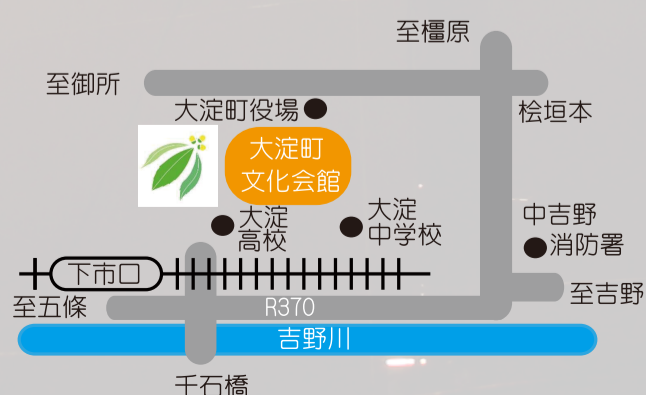 至橿原
至御所
大淀町役場
桧垣本
大淀町
文化会館
大淀
高校
大淀
中学校
中吉野
消防署
下市口
至吉野
至五條
R370
吉野川
千石橋